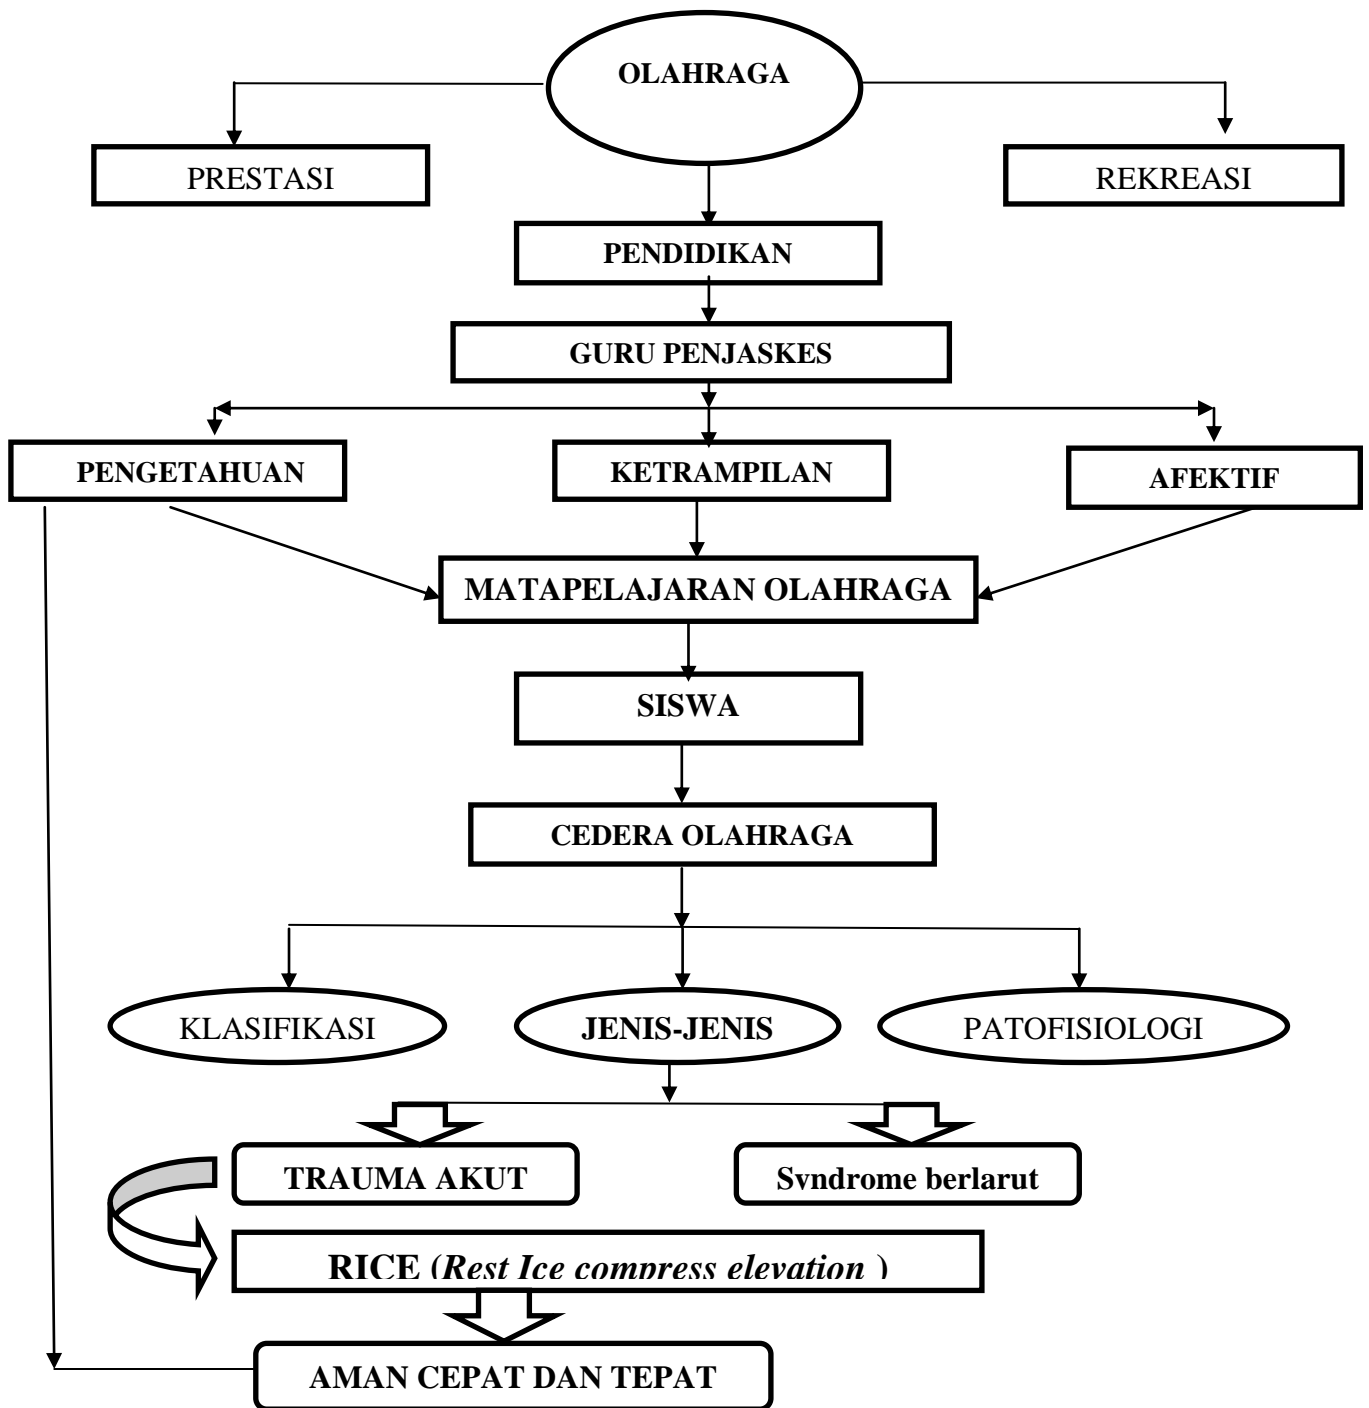 OLAHRAGA
PRESTASI
REKREASI
PENDIDIKAN
GURU PENJASKES
PENGETAHUAN
KETRAMPILAN
AFEKTIF
MATAPELAJARAN OLAHRAGA
SISWA
CEDERA OLAHRAGA
KLASIFIKASI
JENIS-JENIS
PATOFISIOLOGI
TRAUMA AKUT
Syndrome berlarut
RICE (Rest Ice compress elevation )
AMAN CEPAT DAN TEPAT